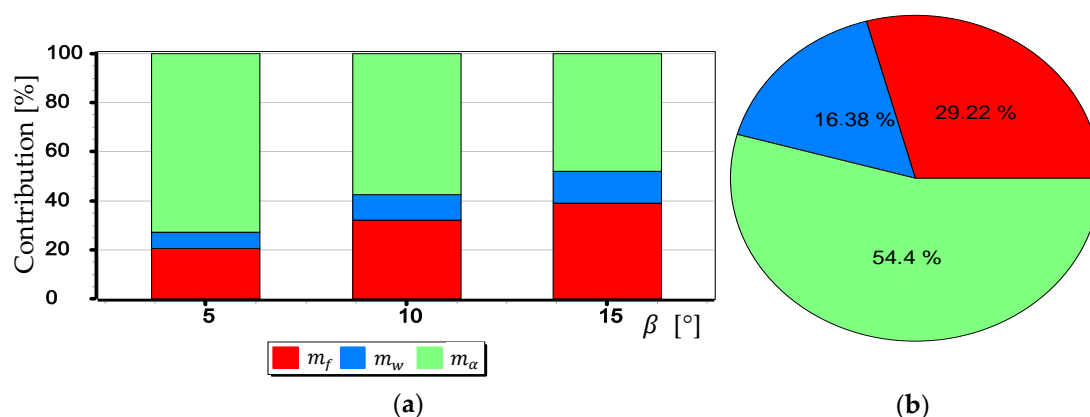 Contribution [%]
100
80
60
40
20
0
5
10
15
β [°]
m_f
m_w
m_α
(a)
16.38 %
29.22 %
54.4 %
(b)